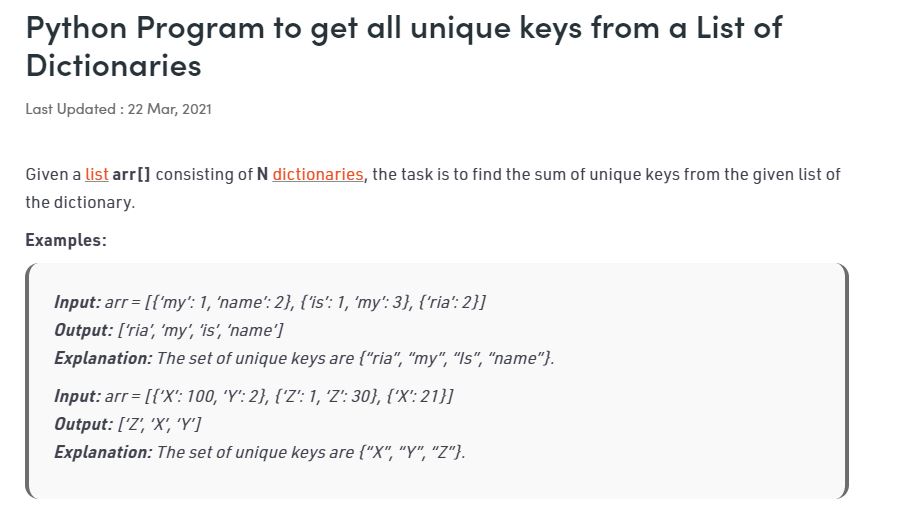 Python Program to get all unique keys from a List of
Dictionaries
Last Updated : 22 Mar, 2021
Given a list arr[] consisting of N dictionaries, the task is to find the sum of unique keys from the given list of
the dictionary.
Examples:
Input: arr = [{‘my’: 1, ‘name’: 2}, {‘is’: 1, ‘my’: 3}, {‘ria’: 2}]
Output: [‘ria’, ‘my’, ‘is’, ‘name’]
Explanation: The set of unique keys are {“ria”, “my”, “Is”, “name”}.
Input: arr = [{‘X’: 100, ‘Y’: 2}, {‘Z’: 1, ‘Z’: 30}, {‘X’: 21}]
Output: [‘Z’, ‘X’, ‘Y’]
Explanation: The set of unique keys are {“X”, “Y”, “Z”}.